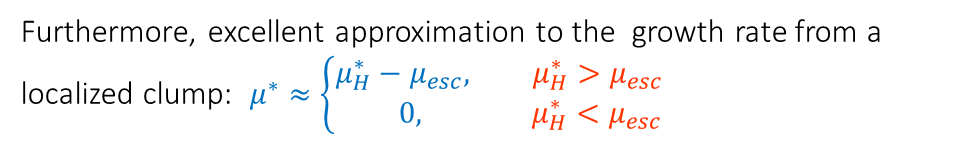 Furthermore, excellent approximation to the growth rate from a
localized clump: μ* ≈ { μ*_H − μ_esc, μ*_H > μ_esc
0, μ*_H < μ_esc